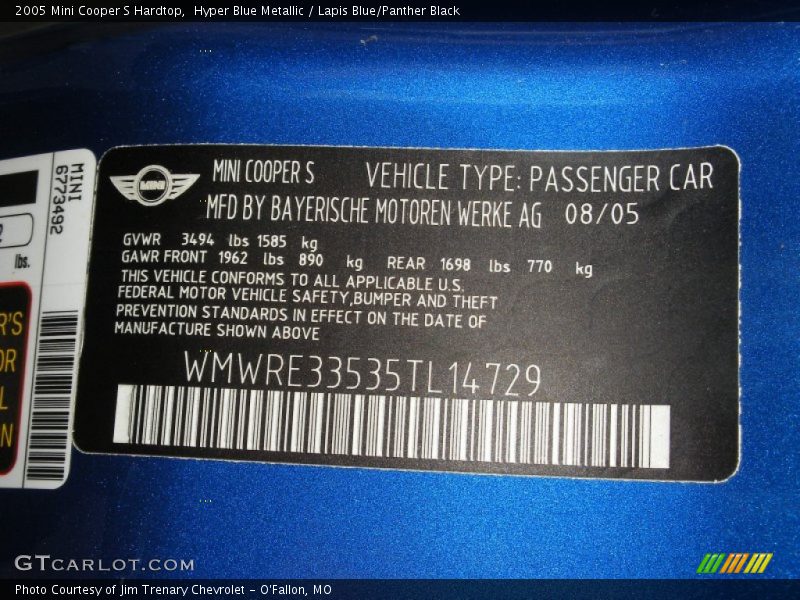 2005 Mini Cooper S Hardtop,  Hyper Blue Metallic / Lapis Blue/Panther Black
MINI
6773492
lbs.
MINI
MINI COOPER S VEHICLE TYPE: PASSENGER CAR
MFD BY BAYERISCHE MOTOREN WERKE AG 08/05
GVWR 3494 lbs 1585 kg
GAWR FRONT 1962 lbs 890 kg REAR 1698 lbs 770 kg
THIS VEHICLE CONFORMS TO ALL APPLICABLE U.S.
FEDERAL MOTOR VEHICLE SAFETY,BUMPER AND THEFT
PREVENTION STANDARDS IN EFFECT ON THE DATE OF
MANUFACTURE SHOWN ABOVE
WMWRE33535TL14729
GTCARLOT.COM
Photo Courtesy of Jim Trenary Chevrolet - O'Fallon, MO